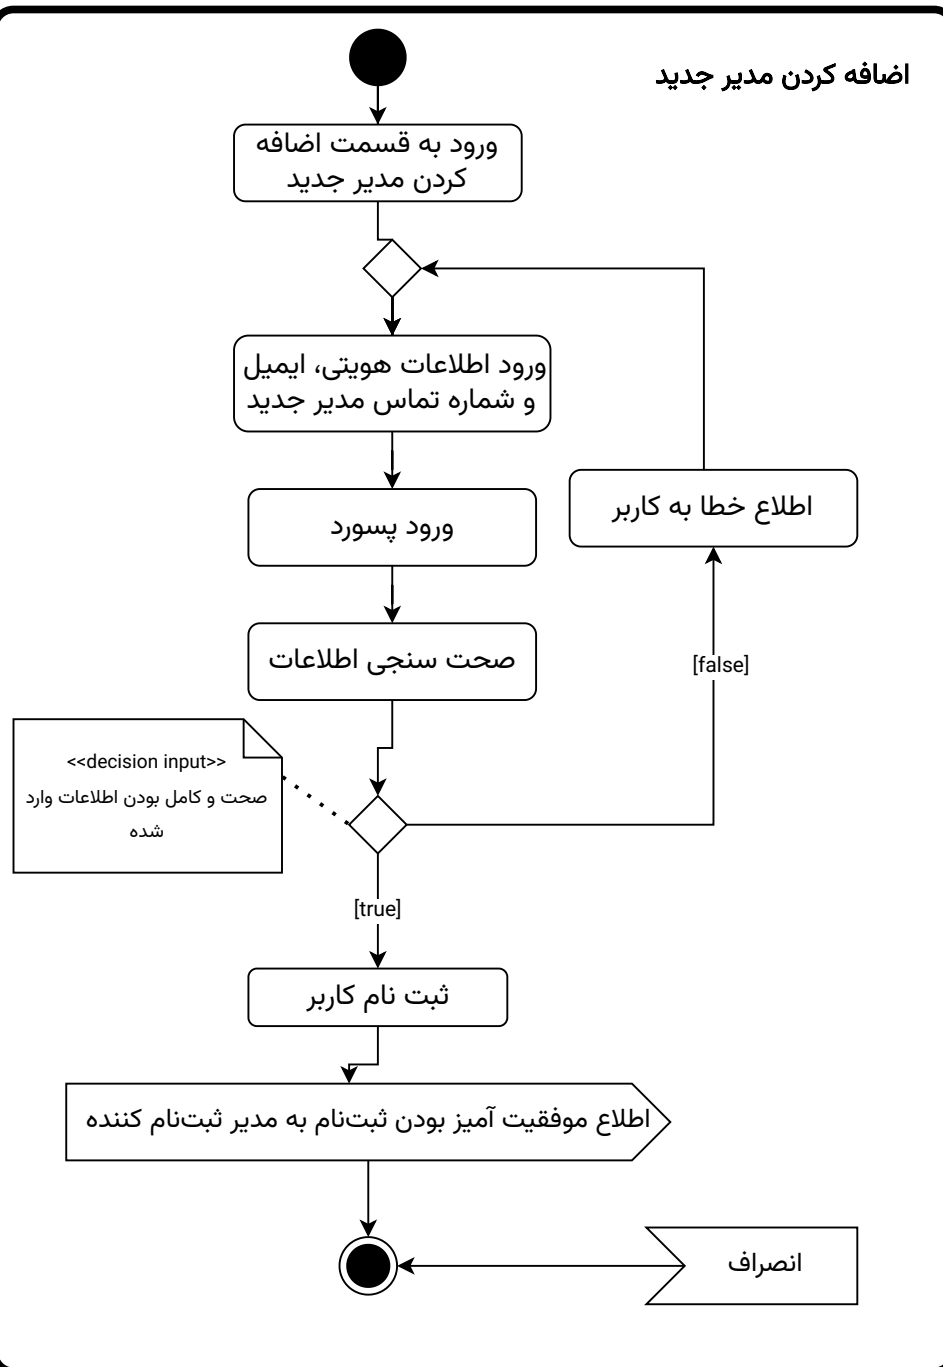 اضافه کردن مدیر جدید
ورود به قسمت اضافه
کردن مدیر جدید
ورود اطلاعات هویتی، ایمیل
و شماره تماس مدیر جدید
اطلاع خطا به کاربر
ورود پسورد
صحت سنجی اطلاعات
[false]
<<decision input>>
صحت و کامل بودن اطلاعات وارد
شده
[true]
ثبت نام کاربر
اطلاع موفقیت آمیز بودن ثبت‌نام به مدیر ثبت‌نام کننده
انصراف